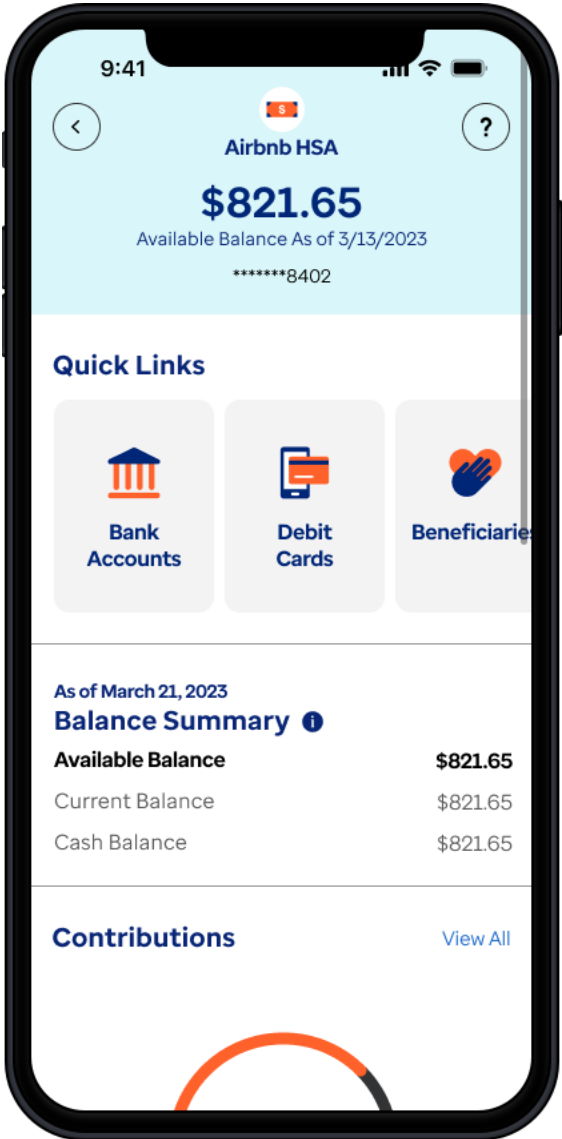 9:41
$
?
Airbnb HSA
$821.65
Available Balance As of 3/13/2023
*******8402
Quick Links
Bank
Accounts
Debit
Cards
Beneficiaries
As of March 21, 2023
Balance Summary i
Available Balance $821.65
Current Balance $821.65
Cash Balance $821.65
Contributions View All